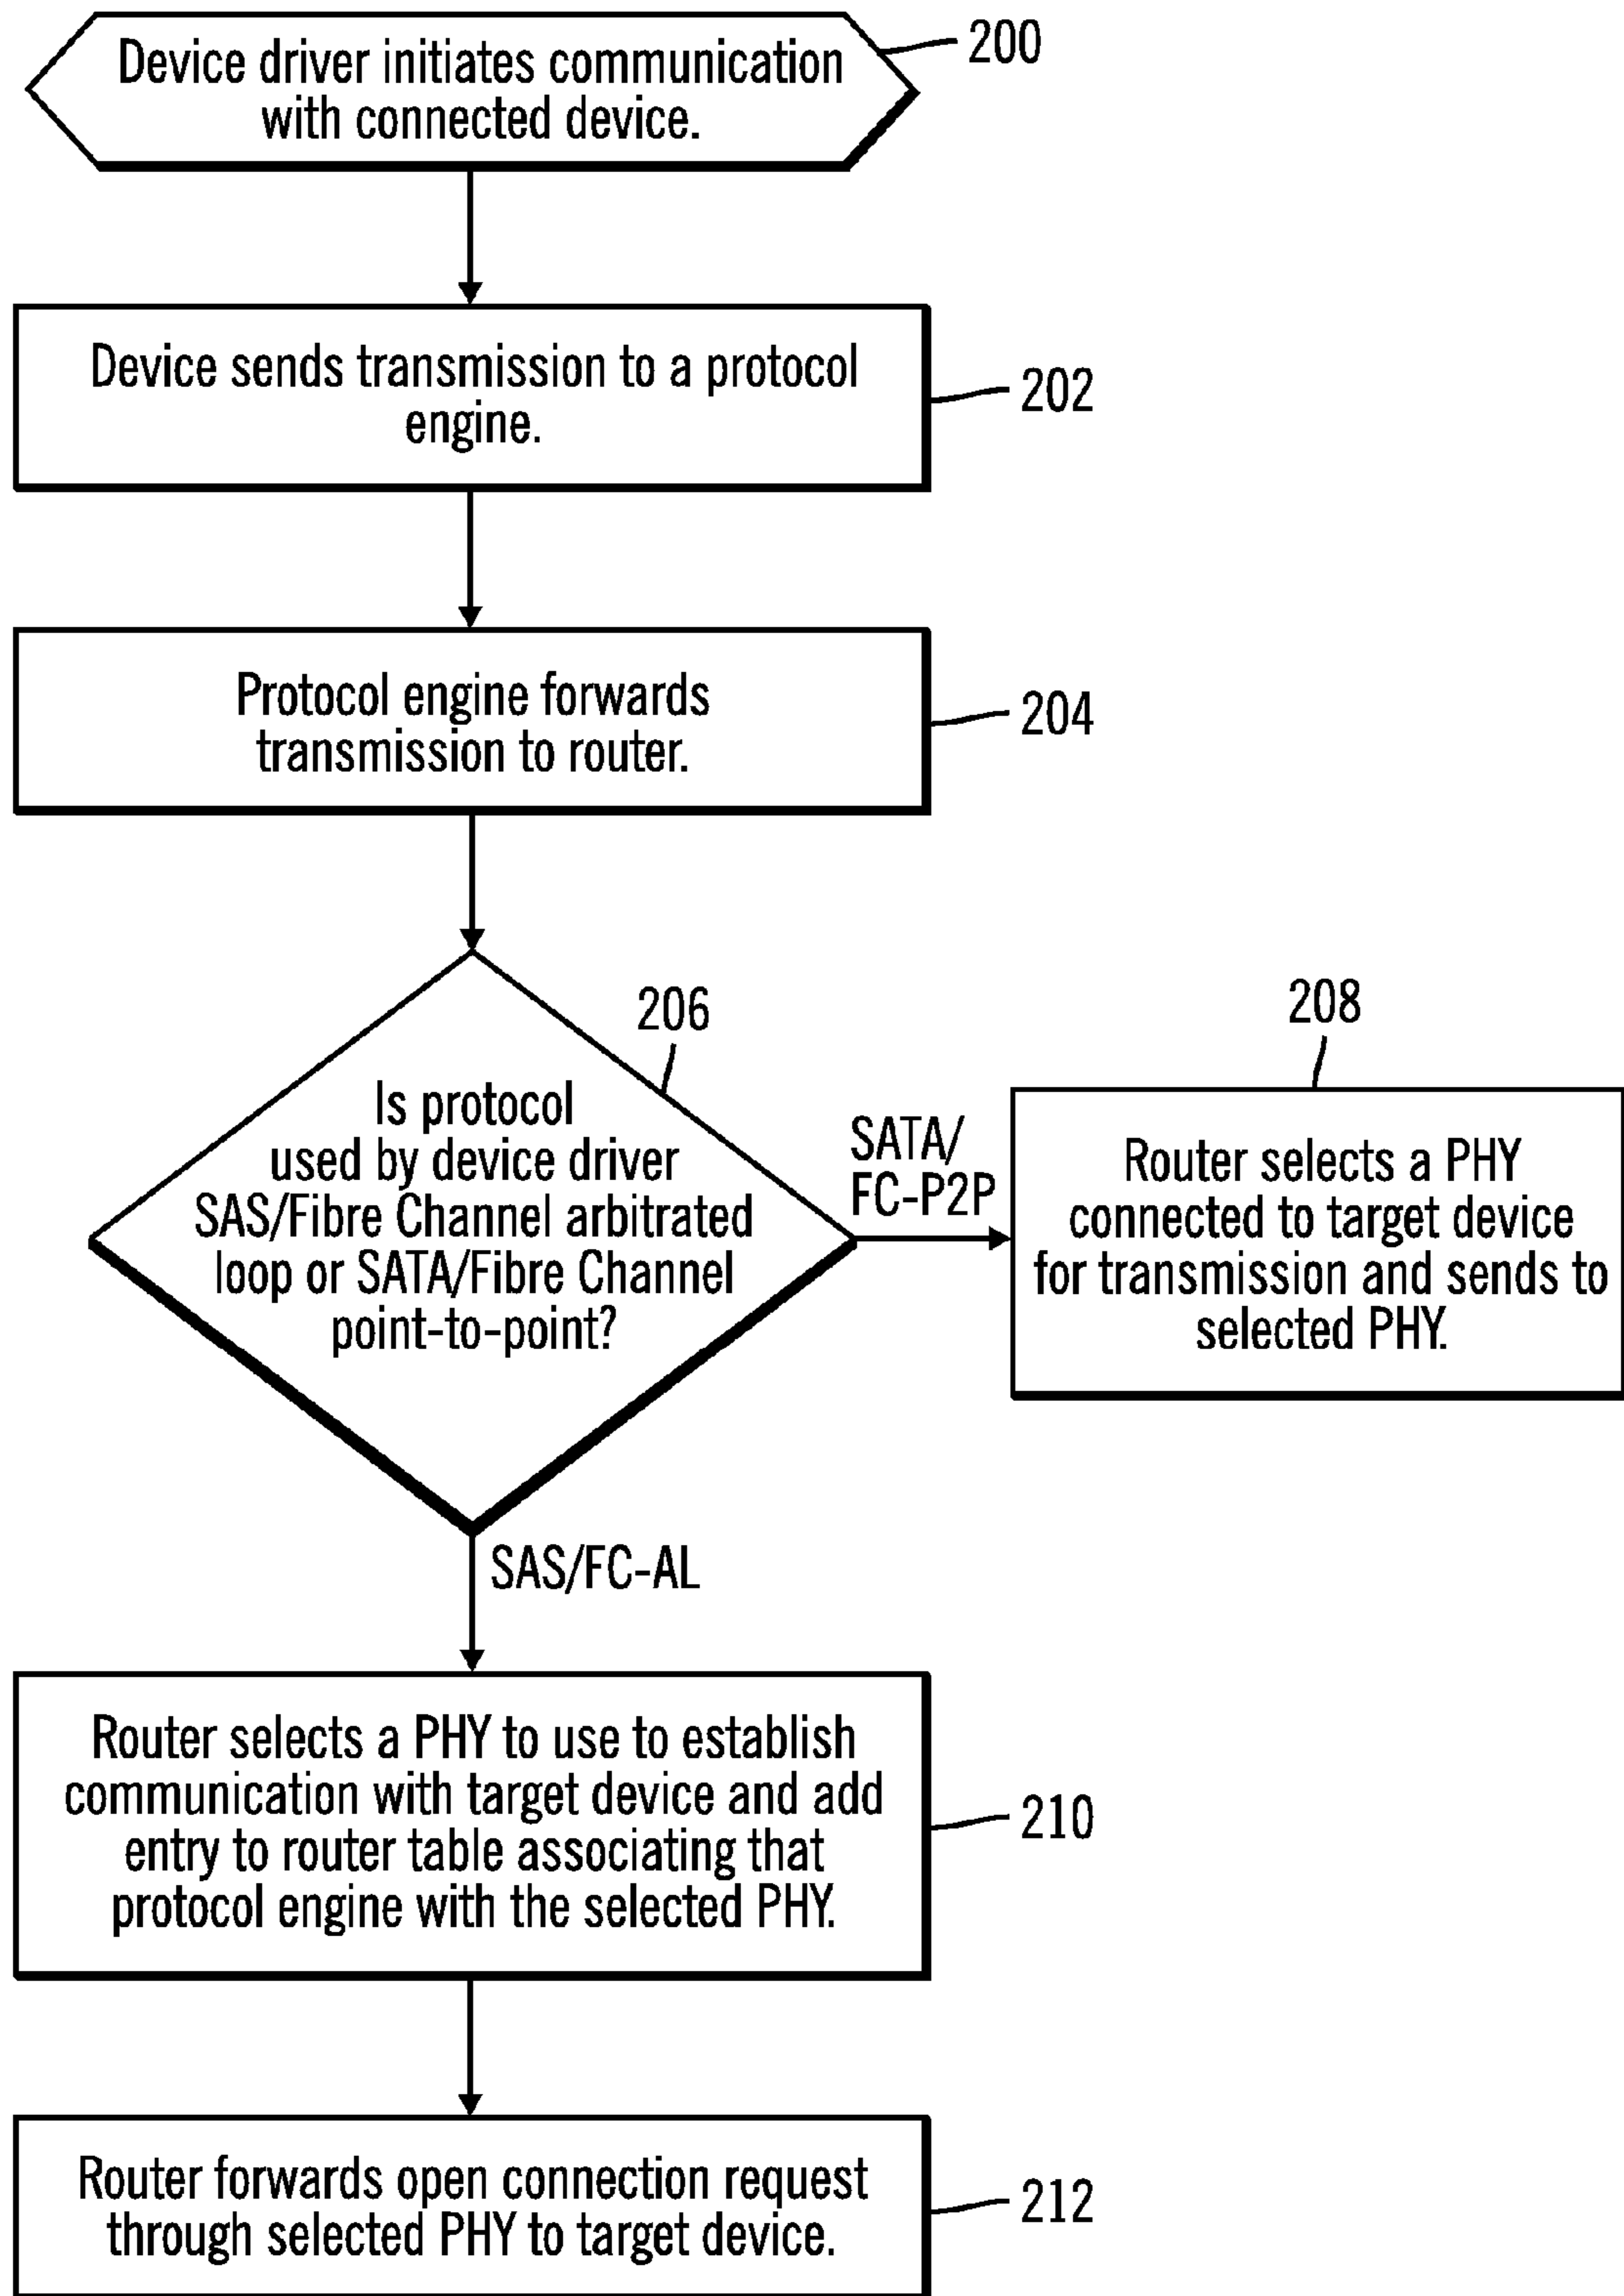 Device driver initiates communication
with connected device.
200
Device sends transmission to a protocol
engine.
202
Protocol engine forwards
transmission to router.
204
206
Is protocol
used by device driver
SAS/Fibre Channel arbitrated
loop or SATA/Fibre Channel
point-to-point?
SATA/
FC-P2P
208
Router selects a PHY
connected to target device
for transmission and sends to
selected PHY.
SAS/FC-AL
Router selects a PHY to use to establish
communication with target device and add
entry to router table associating that
protocol engine with the selected PHY.
210
Router forwards open connection request
through selected PHY to target device.
212